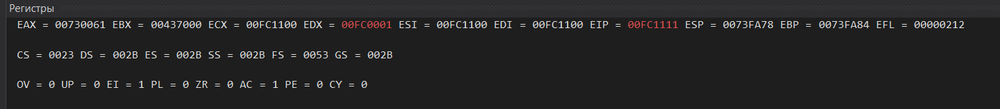 Регистры
EAX = 00730061 EBX = 00437000 ECX = 00FC1100 EDX = 00FC0001 ESI = 00FC1100 EDI = 00FC1100 EIP = 00FC1111 ESP = 0073FA78 EBP = 0073FA84 EFL = 00000212
CS = 0023 DS = 002B ES = 002B SS = 002B FS = 0053 GS = 002B
OV = 0 UP = 0 EI = 1 PL = 0 ZR = 0 AC = 1 PE = 0 CY = 0